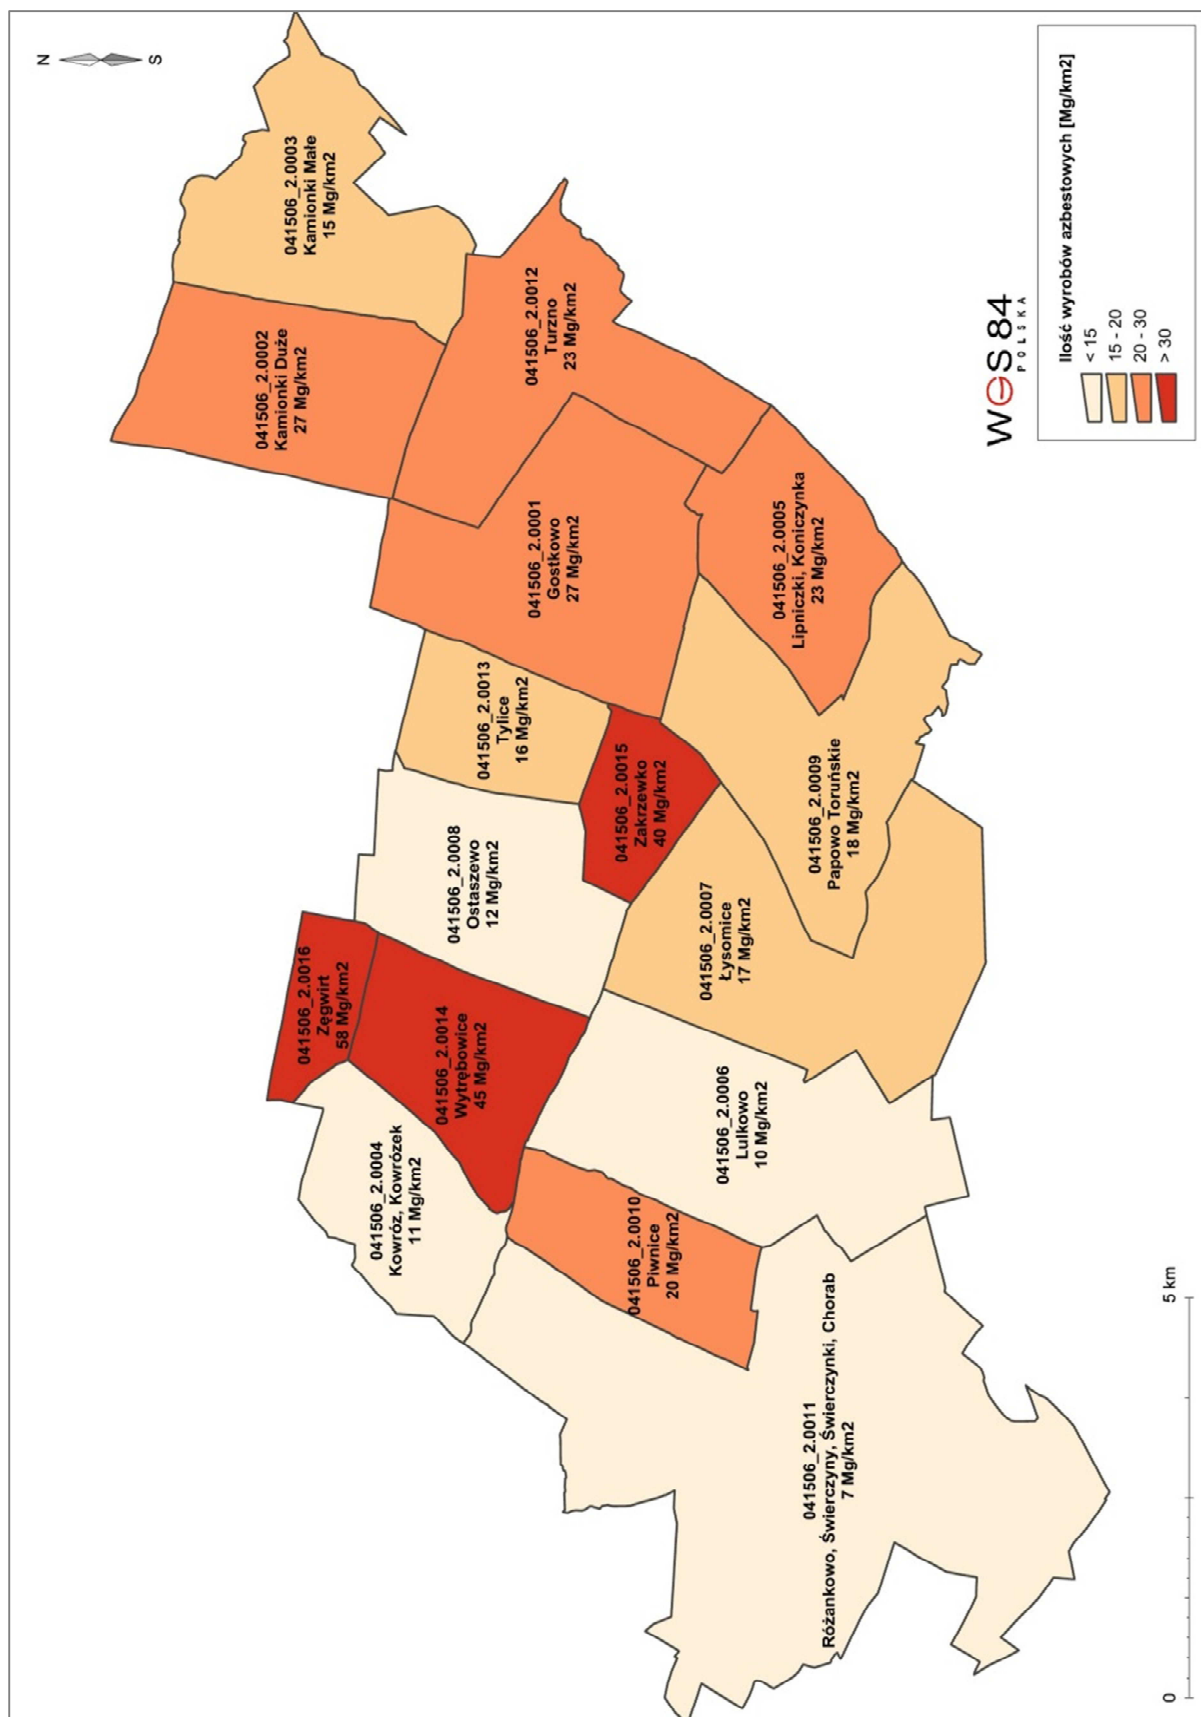 N
S
041506_2.0003
Kamionki Małe
15 Mg/km2
041506_2.0002
Kamionki Duże
27 Mg/km2
041506_2.0012
Turzno
23 Mg/km2
041506_2.0001
Gostkowo
27 Mg/km2
041506_2.0005
Lipniczki, Koniczynka
23 Mg/km2
041506_2.0013
Tylice
16 Mg/km2
041506_2.0015
Zakrzewko
40 Mg/km2
041506_2.0009
Papowo Toruńskie
18 Mg/km2
041506_2.0008
Ostaszewo
12 Mg/km2
041506_2.0007
Łysomice
17 Mg/km2
041506_2.0016
Zęgwirt
58 Mg/km2
041506_2.0014
Wytrębowice
45 Mg/km2
041506_2.0004
Kowróz, Kowrózek
11 Mg/km2
041506_2.0006
Lulkowo
10 Mg/km2
041506_2.0010
Piwnice
20 Mg/km2
041506_2.0011
Różankowo, Świerczyny, Świerczynki, Chorab
7 Mg/km2
WGS84
POLSKA
Ilość wyrobów azbestowych [Mg/km2]
< 15
15 - 20
20 - 30
> 30
0
5 km